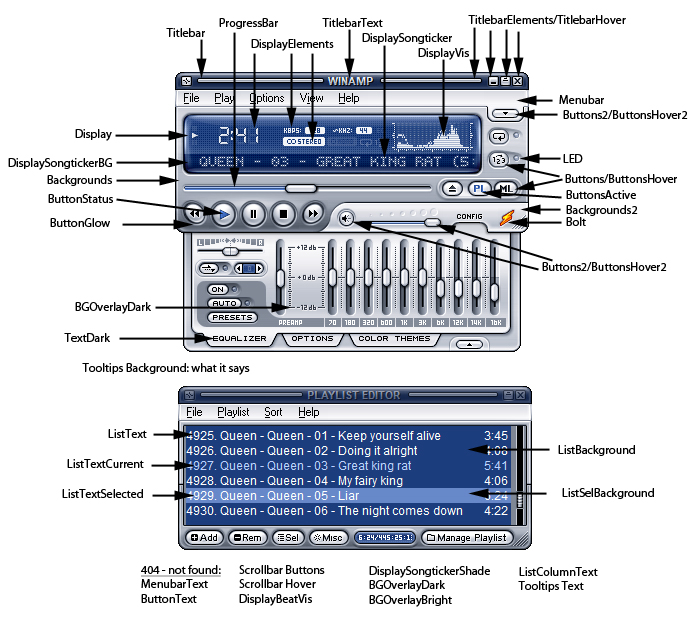 ProgressBar
TitlebarText
TitlebarElements/TitlebarHover
Titlebar
DisplayElements
DisplaySongticker
DisplayVis
WINAMP
File Play Options View Help
Menubar
Buttons2/ButtonsHover2
Display
2:41
KBPS:
KHZ: 44
STEREO
DisplaySongtickerBG
QUEEN - 03 - GREAT KING RAT (5:
LED
123
Backgrounds
Buttons/ButtonsHover
PL
ML
ButtonsActive
ButtonStatus
Backgrounds2
CONFIG
ButtonGlow
Bolt
L R
+12db
Buttons2/ButtonsHover2
+0db
ON
AUTO
BGOverlayDark
-12db
PRESETS
PREAMP 70 180 320 600 1K 3K 6K 12K 14K 16K
TextDark
EQUALIZER OPTIONS COLOR THEMES
Tooltips Background: what it says
PLAYLIST EDITOR
File Playlist Sort Help
ListText
4925. Queen - Queen - 01 - Keep yourself alive 3:45
4926. Queen - Queen - 02 - Doing it alright 4:08
ListBackground
ListTextCurrent
4927. Queen - Queen - 03 - Great king rat 5:41
4928. Queen - Queen - 04 - My fairy king 4:06
ListTextSelected
4929. Queen - Queen - 05 - Liar 6:24
ListSelBackground
4930. Queen - Queen - 06 - The night comes down 4:22
Add Rem Sel Misc 6:24/445:25:1 Manage Playlist
404 - not found:
MenubarText
ButtonText
Scrollbar Buttons
Scrollbar Hover
DisplayBeatVis
DisplaySongtickerShade
BGOverlayDark
BGOverlayBright
ListColumnText
Tooltips Text